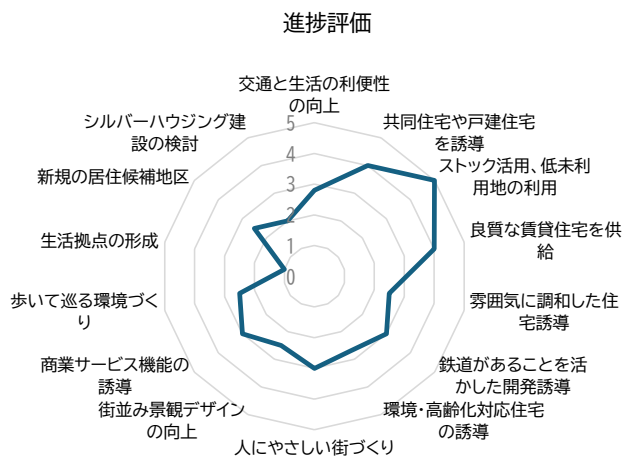 進捗評価
交通と生活の利便性
の向上
共同住宅や戸建住宅
を誘導
ストック活用、低未利
用地の利用
良質な賃貸住宅を供
給
雰囲気に調和した住
宅誘導
鉄道があることを活
かした開発誘導
環境・高齢化対応住宅
の誘導
人にやさしい街づくり
街並み景観デザイン
の向上
商業サービス機能の
誘導
歩いて巡る環境づく
り
生活拠点の形成
新規の居住候補地区
シルバーハウジング建
設の検討
5
4
3
2
1
0